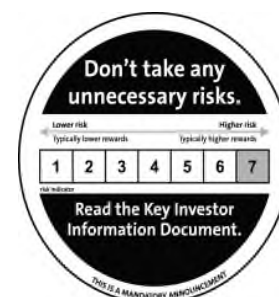 Don't take any
unnecessary risks.
Lower risk Higher risk
Typically lower rewards Typically higher rewards
1 2 3 4 5 6 7
risk indicator
Read the Key Investor
Information Document.
THIS IS A MANDATORY ANNOUNCEMENT